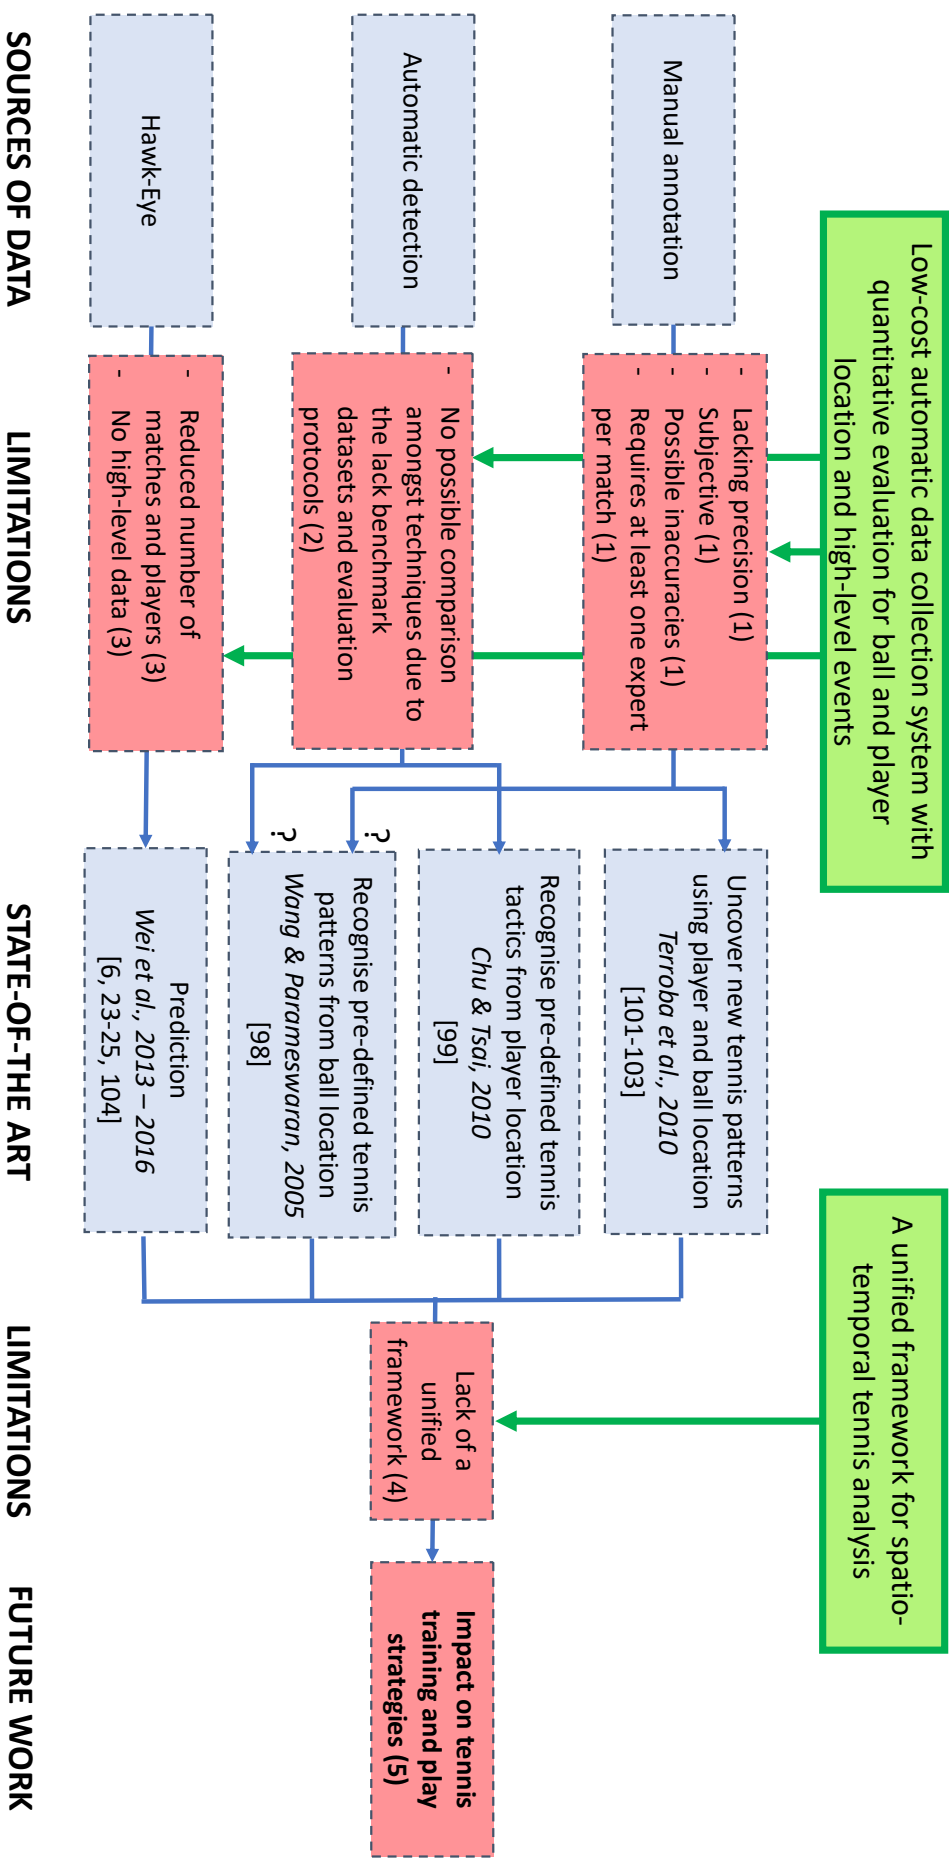 Low-cost automatic data collection system with
quantitative evaluation for ball and player
location and high-level events
A unified framework for spatio-
temporal tennis analysis
Manual annotation
- Lacking precision (1)
- Subjective (1)
- Possible inaccuracies (1)
- Requires at least one expert
per match (1)
Uncover new tennis patterns
using player and ball location
Terroba et al., 2010
[101-103]
Automatic detection
- No possible comparison
amongst techniques due to
the lack benchmark
datasets and evaluation
protocols (2)
Recognise pre-defined tennis
tactics from player location
Chu & Tsai, 2010
[99]
?
?
Recognise pre-defined tennis
patterns from ball location
Wang & Parameswaran, 2005
[98]
Lack of a
unified
framework (4)
Impact on tennis
training and play
strategies (5)
Hawk-Eye
- Reduced number of
matches and players (3)
- No high-level data (3)
Prediction
Wei et al., 2013 – 2016
[6, 23-25, 104]
SOURCES OF DATA
LIMITATIONS
STATE-OF-THE ART
LIMITATIONS
FUTURE WORK